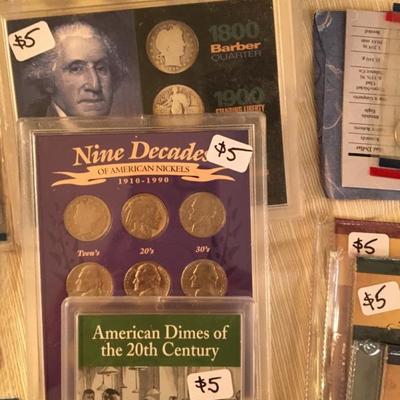 $5
1800
Barber
QUARTER
1900
STANDING LIBERTY
Nine Decades
OF AMERICAN NICKELS
1910-1990
$5
Teen's
20's
30's
American Dimes of
the 20th Century
$5
$5
$5